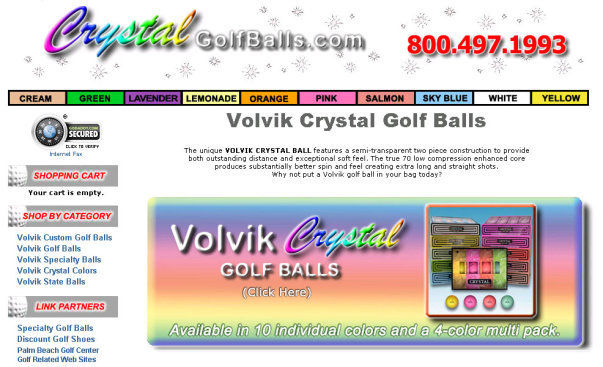 Crystal GolfBalls.com
800.497.1993
CREAM GREEN LAVENDER LEMONADE ORANGE PINK SALMON SKY BLUE WHITE YELLOW
SECURED
CLICK TO VERIFY
Internet Fax
SHOPPING CART
Your cart is empty.
SHOP BY CATEGORY
Volvik Custom Golf Balls
Volvik Golf Balls
Volvik Specialty Balls
Volvik Crystal Colors
Volvik State Balls
LINK PARTNERS
Specialty Golf Balls
Discount Golf Shoes
Palm Beach Golf Center
Golf Related Web Sites
Volvik Crystal Golf Balls
The unique VOLVIK CRYSTAL BALL features a semi-transparent two piece construction to provide
both outstanding distance and exceptional soft feel. The true 70 low compression enhanced core
produces substantially better spin and feel creating extra long and straight shots.
Why not put a Volvik golf ball in your bag today?
Volvik Crystal
GOLF BALLS
(Click Here)
CRYSTAL
Available in 10 individual colors and a 4-color multi pack.